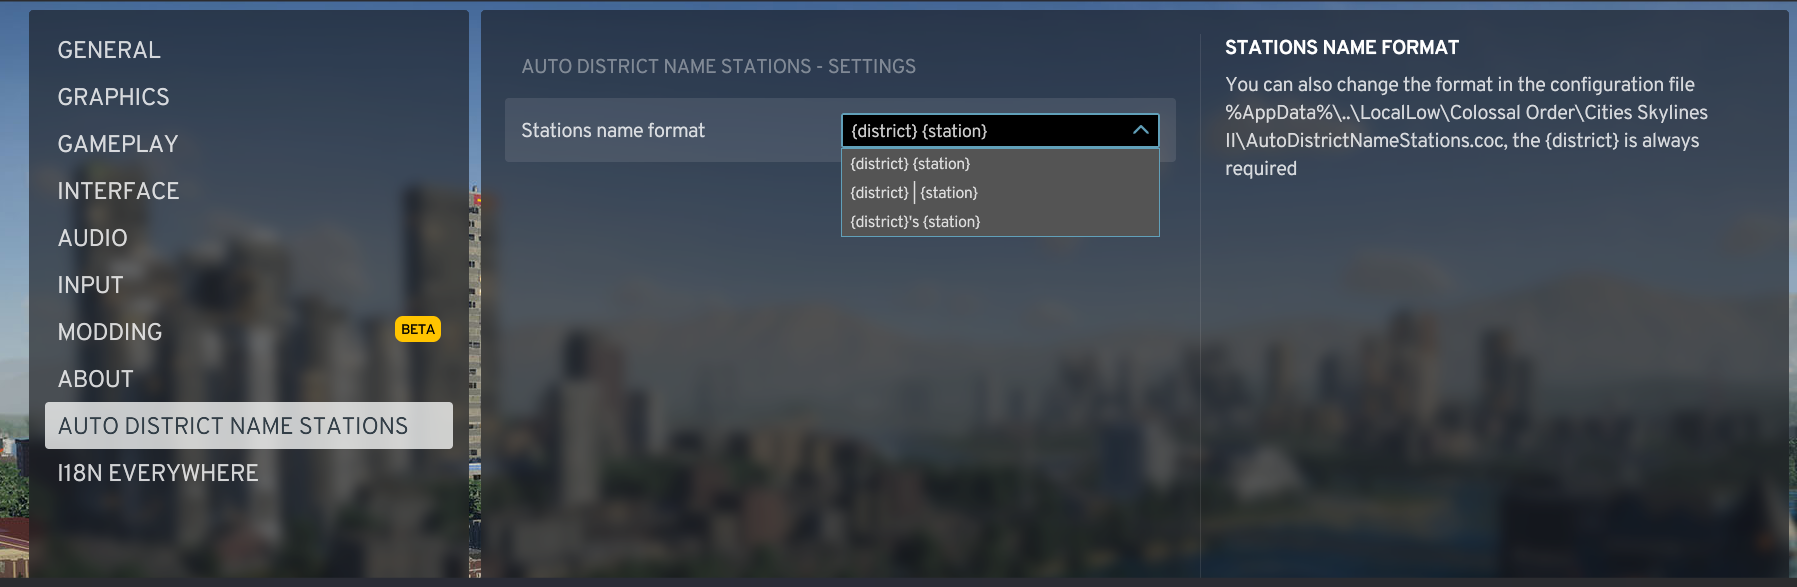 GENERAL
GRAPHICS
GAMEPLAY
INTERFACE
AUDIO
INPUT
MODDING
BETA
ABOUT
AUTO DISTRICT NAME STATIONS
I18N EVERYWHERE
AUTO DISTRICT NAME STATIONS - SETTINGS
Stations name format
{district} {station}
{district} {station}
{district} | {station}
{district}'s {station}
STATIONS NAME FORMAT
You can also change the format in the configuration file
%AppData%\..\LocalLow\Colossal Order\Cities Skylines
II\AutoDistrictNameStations.coc, the {district} is always
required